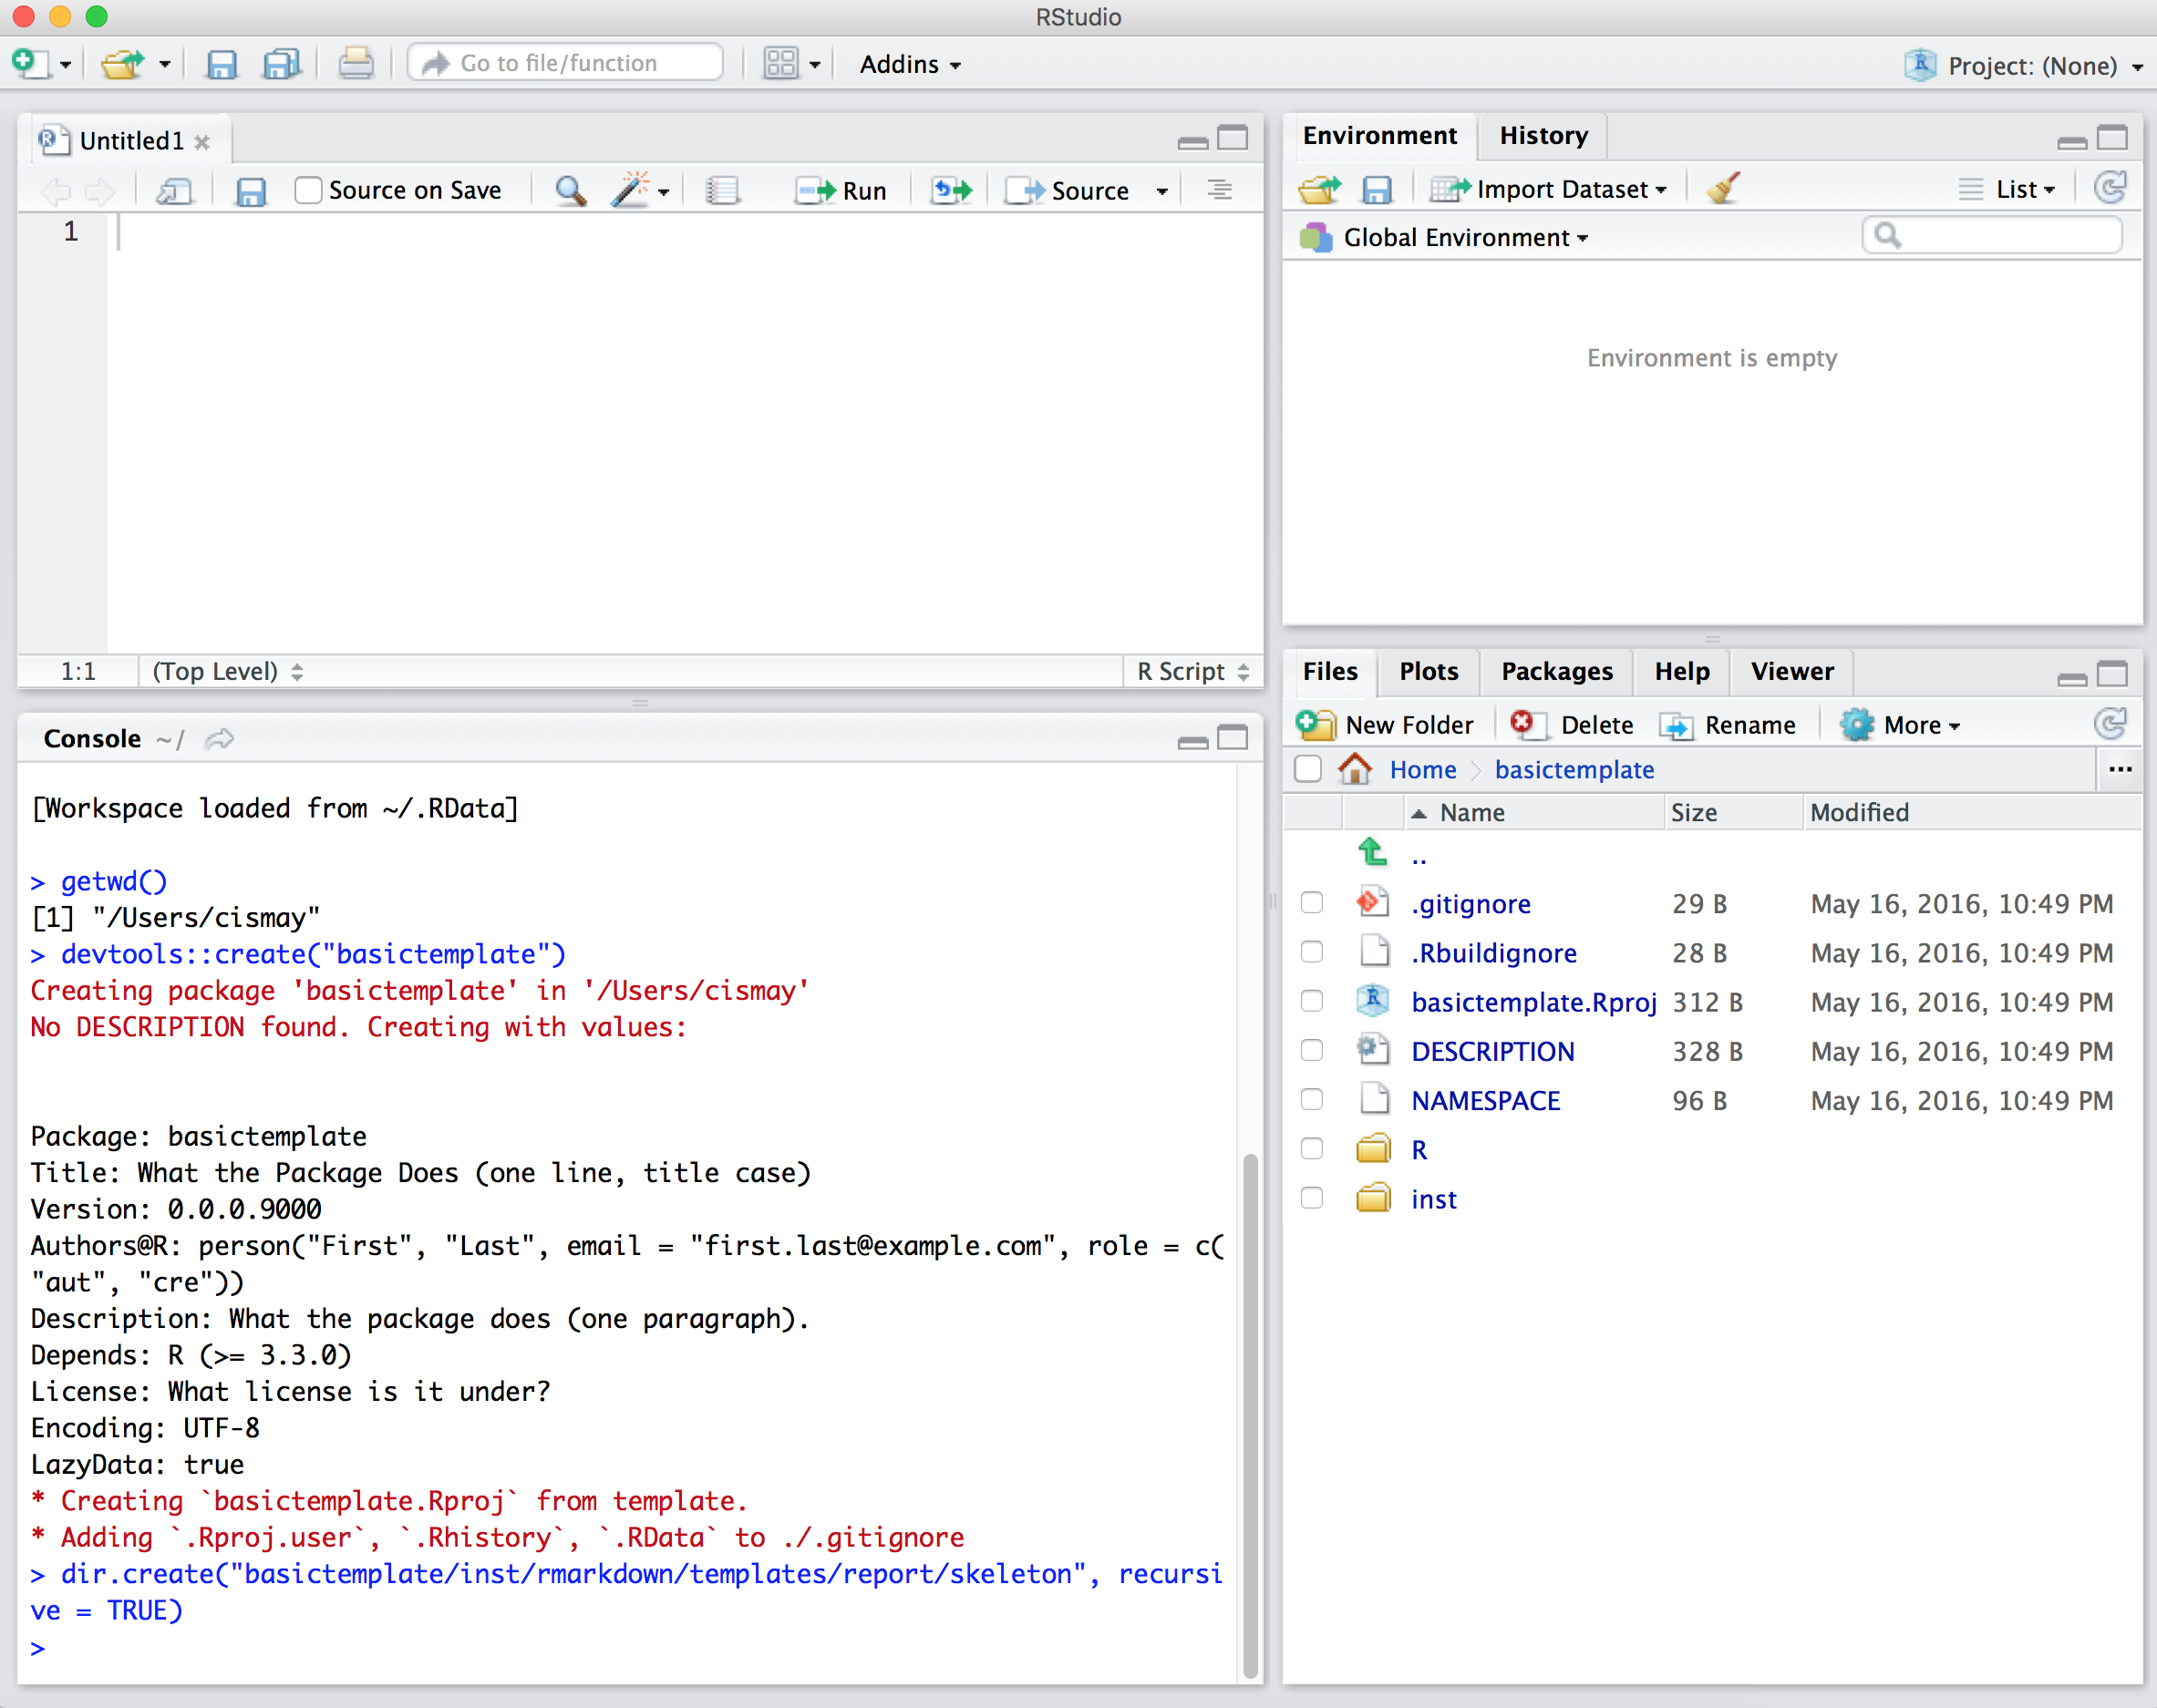 RStudio
Go to file/function
Addins
Project: (None)
Untitled1
Source on Save
Run
Source
1
1:1
(Top Level)
R Script
Console ~/
[Workspace loaded from ~/.RData]
> getwd()
[1] "/Users/cismay"
> devtools::create("basictemplate")
Creating package 'basictemplate' in '/Users/cismay'
No DESCRIPTION found. Creating with values:
Package: basictemplate
Title: What the Package Does (one line, title case)
Version: 0.0.0.9000
Authors@R: person("First", "Last", email = "first.last@example.com", role = c(
"aut", "cre"))
Description: What the package does (one paragraph).
Depends: R (>= 3.3.0)
License: What license is it under?
Encoding: UTF-8
LazyData: true
* Creating `basictemplate.Rproj` from template.
* Adding `.Rproj.user`, `.Rhistory`, `.RData` to ./.gitignore
> dir.create("basictemplate/inst/rmarkdown/templates/report/skeleton", recursi
ve = TRUE)
>
Environment History
Import Dataset
List
Global Environment
Environment is empty
Files Plots Packages Help Viewer
New Folder Delete Rename More
Home basictemplate ...
Name Size Modified
..
.gitignore 29 B May 16, 2016, 10:49 PM
.Rbuildignore 28 B May 16, 2016, 10:49 PM
basictemplate.Rproj 312 B May 16, 2016, 10:49 PM
DESCRIPTION 328 B May 16, 2016, 10:49 PM
NAMESPACE 96 B May 16, 2016, 10:49 PM
R
inst